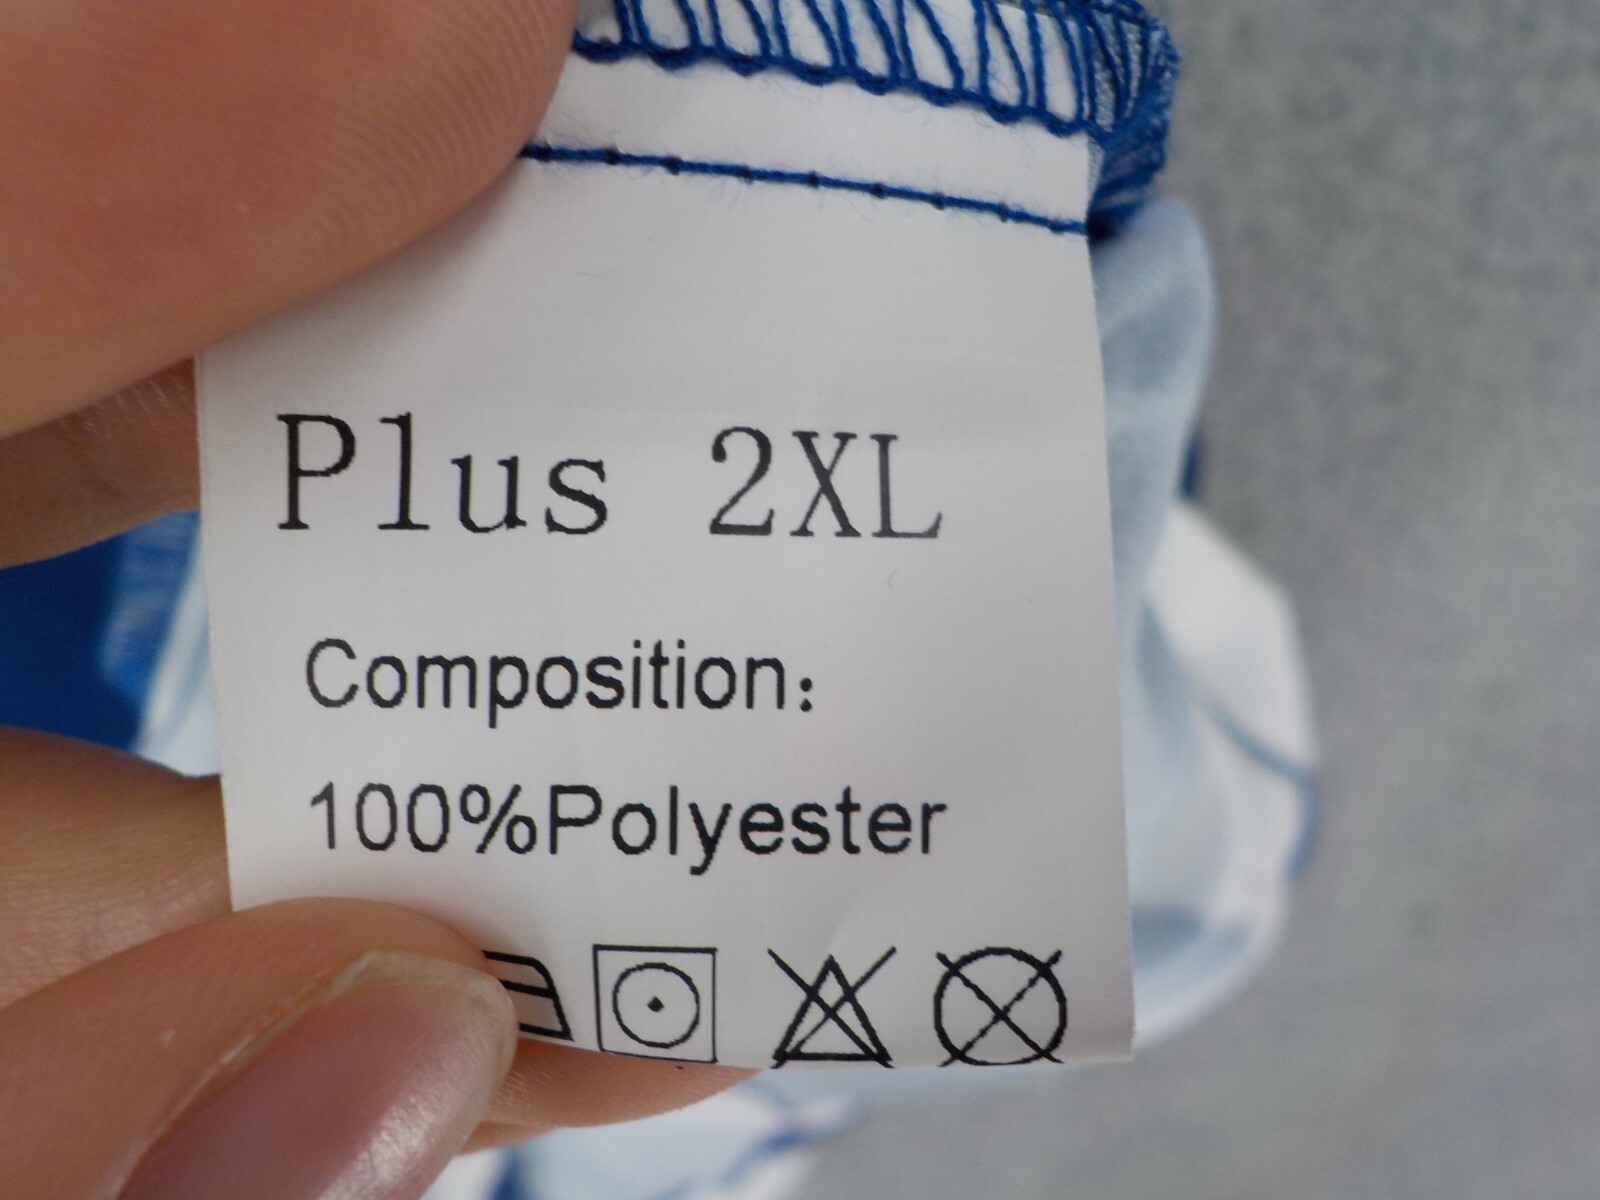 Plus 2XL
Composition:
100%Polyester